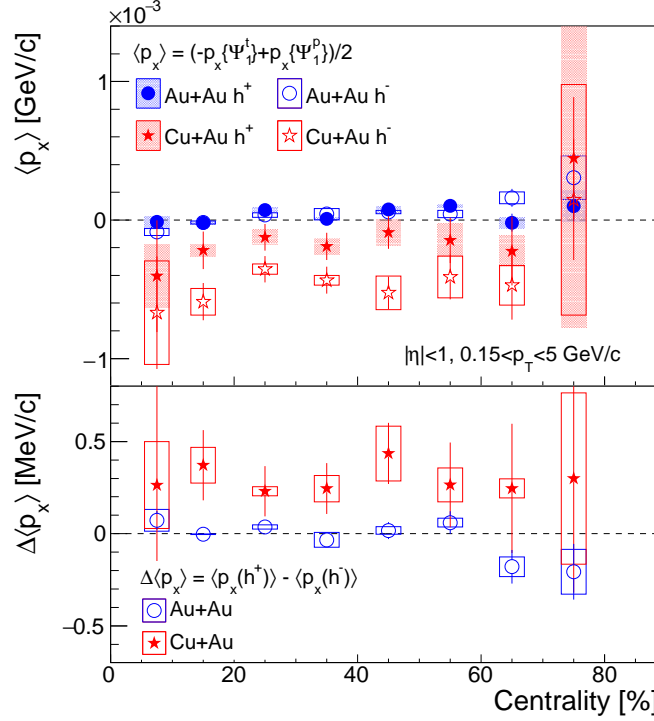 ×10⁻³
⟨pₓ⟩ [GeV/c]
⟨pₓ⟩ = (-pₓ{Ψ₁ᵗ}+pₓ{Ψ₁ᵖ})/2
Au+Au h⁺ Au+Au h⁻
Cu+Au h⁺ Cu+Au h⁻
1
0
−1
|η|<1, 0.15<p_T<5 GeV/c
Δ⟨pₓ⟩ [MeV/c]
0.5
0
−0.5
Δ⟨pₓ⟩ = ⟨pₓ(h⁺)⟩ - ⟨pₓ(h⁻)⟩
Au+Au
Cu+Au
0 20 40 60 80
Centrality [%]